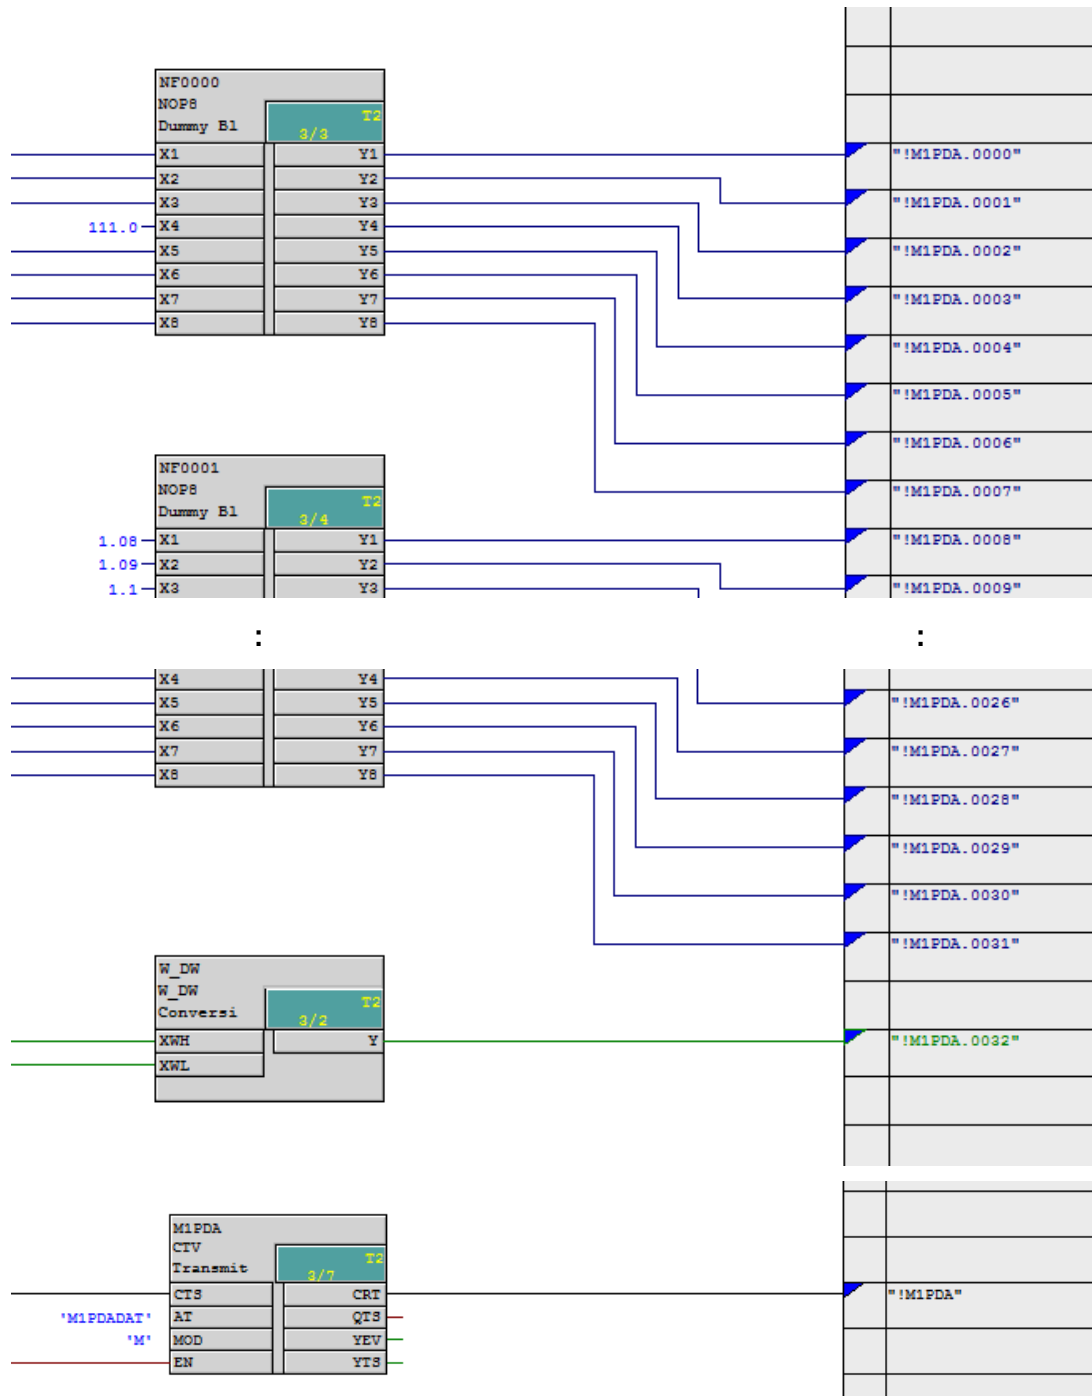 NF0000
NOP8
Dummy Bl
T2
3/3
X1 Y1 "!M1PDA.0000"
X2 Y2
X3 Y3 "!M1PDA.0001"
111.0 X4 Y4
X5 Y5 "!M1PDA.0002"
X6 Y6
X7 Y7 "!M1PDA.0003"
X8 Y8
"!M1PDA.0004"
"!M1PDA.0005"
"!M1PDA.0006"
NF0001
NOP8
Dummy Bl
T2
3/4
"!M1PDA.0007"
1.08 X1 Y1 "!M1PDA.0008"
1.09 X2 Y2
1.1 X3 Y3 "!M1PDA.0009"
: :
X4 Y4
X5 Y5 "!M1PDA.0026"
X6 Y6
X7 Y7 "!M1PDA.0027"
X8 Y8
"!M1PDA.0028"
"!M1PDA.0029"
"!M1PDA.0030"
"!M1PDA.0031"
W_DW
W_DW
Conversi
T2
3/2
XWH Y "!M1PDA.0032"
XWL
M1PDA
CTV
Transmit
T2
3/7
CTS CRT "!M1PDA"
'M1PDADAT' AT QTS
'M' MOD YEV
EN YTS